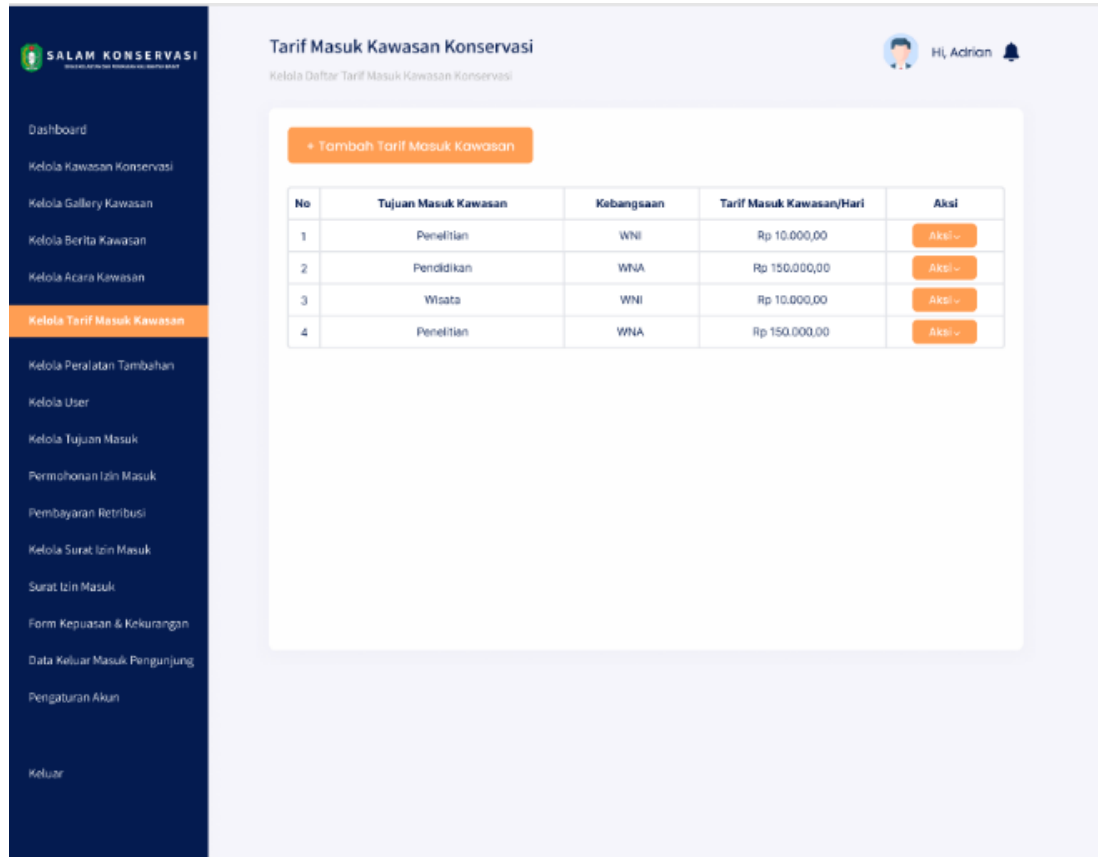 SALAM KONSERVASI
Dashboard
Kelola Kawasan Konservasi
Kelola Gallery Kawasan
Kelola Berita Kawasan
Kelola Acara Kawasan
Kelola Tarif Masuk Kawasan
Kelola Peralatan Tambahan
Kelola User
Kelola Tujuan Masuk
Permohonan Izin Masuk
Pembayaran Retribusi
Kelola Surat Izin Masuk
Surat Izin Masuk
Form Kepuasan & Kekurangan
Data Keluar Masuk Pengunjung
Pengaturan Akun
Keluar
Tarif Masuk Kawasan Konservasi
Kelola Daftar Tarif Masuk Kawasan Konservasi
Hi, Adrian
+ Tambah Tarif Masuk Kawasan
No Tujuan Masuk Kawasan Kebangsaan Tarif Masuk Kawasan/Hari Aksi
1 Penelitian WNI Rp 10.000,00 Aksi
2 Pendidikan WNA Rp 150.000,00 Aksi
3 Wisata WNI Rp 10.000,00 Aksi
4 Penelitian WNA Rp 150.000,00 Aksi